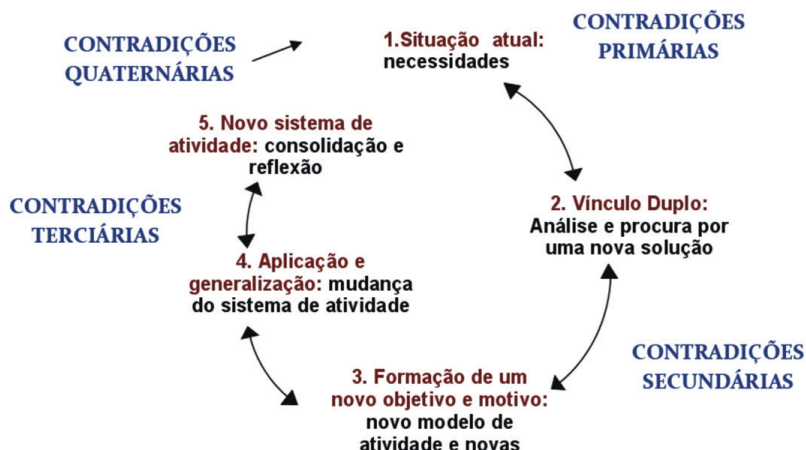 CONTRADIÇÕES
PRIMÁRIAS
1.Situação atual:
necessidades
CONTRADIÇÕES
QUATERNÁRIAS
5. Novo sistema de
atividade: consolidação e
reflexão
2. Vínculo Duplo:
Análise e procura por
uma nova solução
CONTRADIÇÕES
TERCIÁRIAS
4. Aplicação e
generalização: mudança
do sistema de atividade
CONTRADIÇÕES
SECUNDÁRIAS
3. Formação de um
novo objetivo e motivo:
novo modelo de
atividade e novas